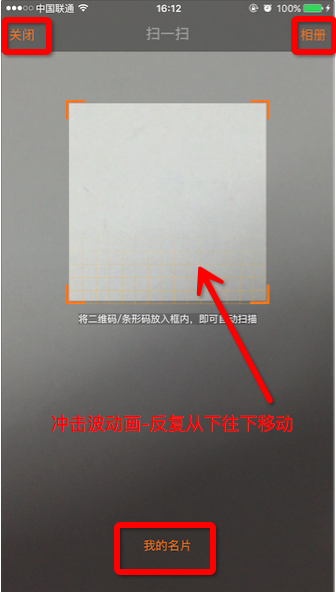 中国联通 16:12 100%
关闭 扫一扫 相册
将二维码/条形码放入框内，即可自动扫描
冲击波动画-反复从下往下移动
我的名片